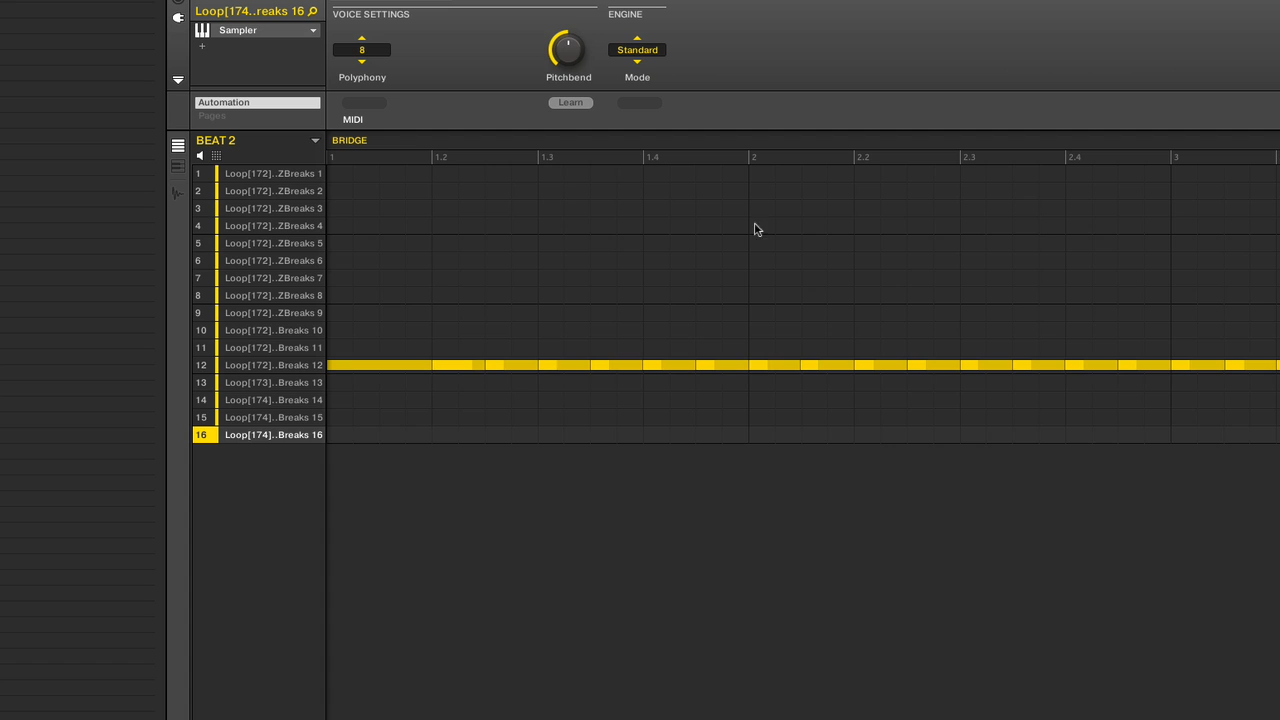 Loop[174..reaks 16
VOICE SETTINGS
ENGINE
Sampler
+
8
Standard
Polyphony
Pitchbend
Mode
Automation
Learn
Pages
MIDI
BEAT 2
BRIDGE
1 1.2 1.3 1.4 2 2.2 2.3 2.4 3
1 Loop[172]..ZBreaks 1
2 Loop[172]..ZBreaks 2
3 Loop[172]..ZBreaks 3
4 Loop[172]..ZBreaks 4
5 Loop[172]..ZBreaks 5
6 Loop[172]..ZBreaks 6
7 Loop[172]..ZBreaks 7
8 Loop[172]..ZBreaks 8
9 Loop[172]..ZBreaks 9
10 Loop[172]..Breaks 10
11 Loop[172]..Breaks 11
12 Loop[172]..Breaks 12
13 Loop[173]..Breaks 13
14 Loop[174]..Breaks 14
15 Loop[174]..Breaks 15
16 Loop[174]..Breaks 16